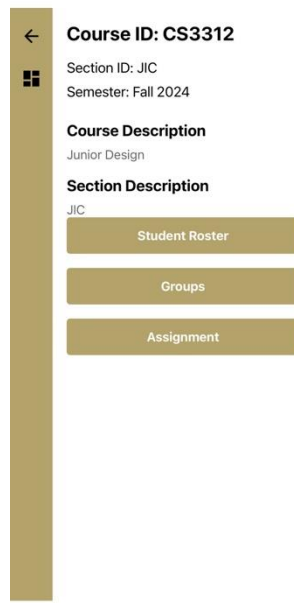 Course ID: CS3312
Section ID: JIC
Semester: Fall 2024
Course Description
Junior Design
Section Description
JIC
Student Roster
Groups
Assignment